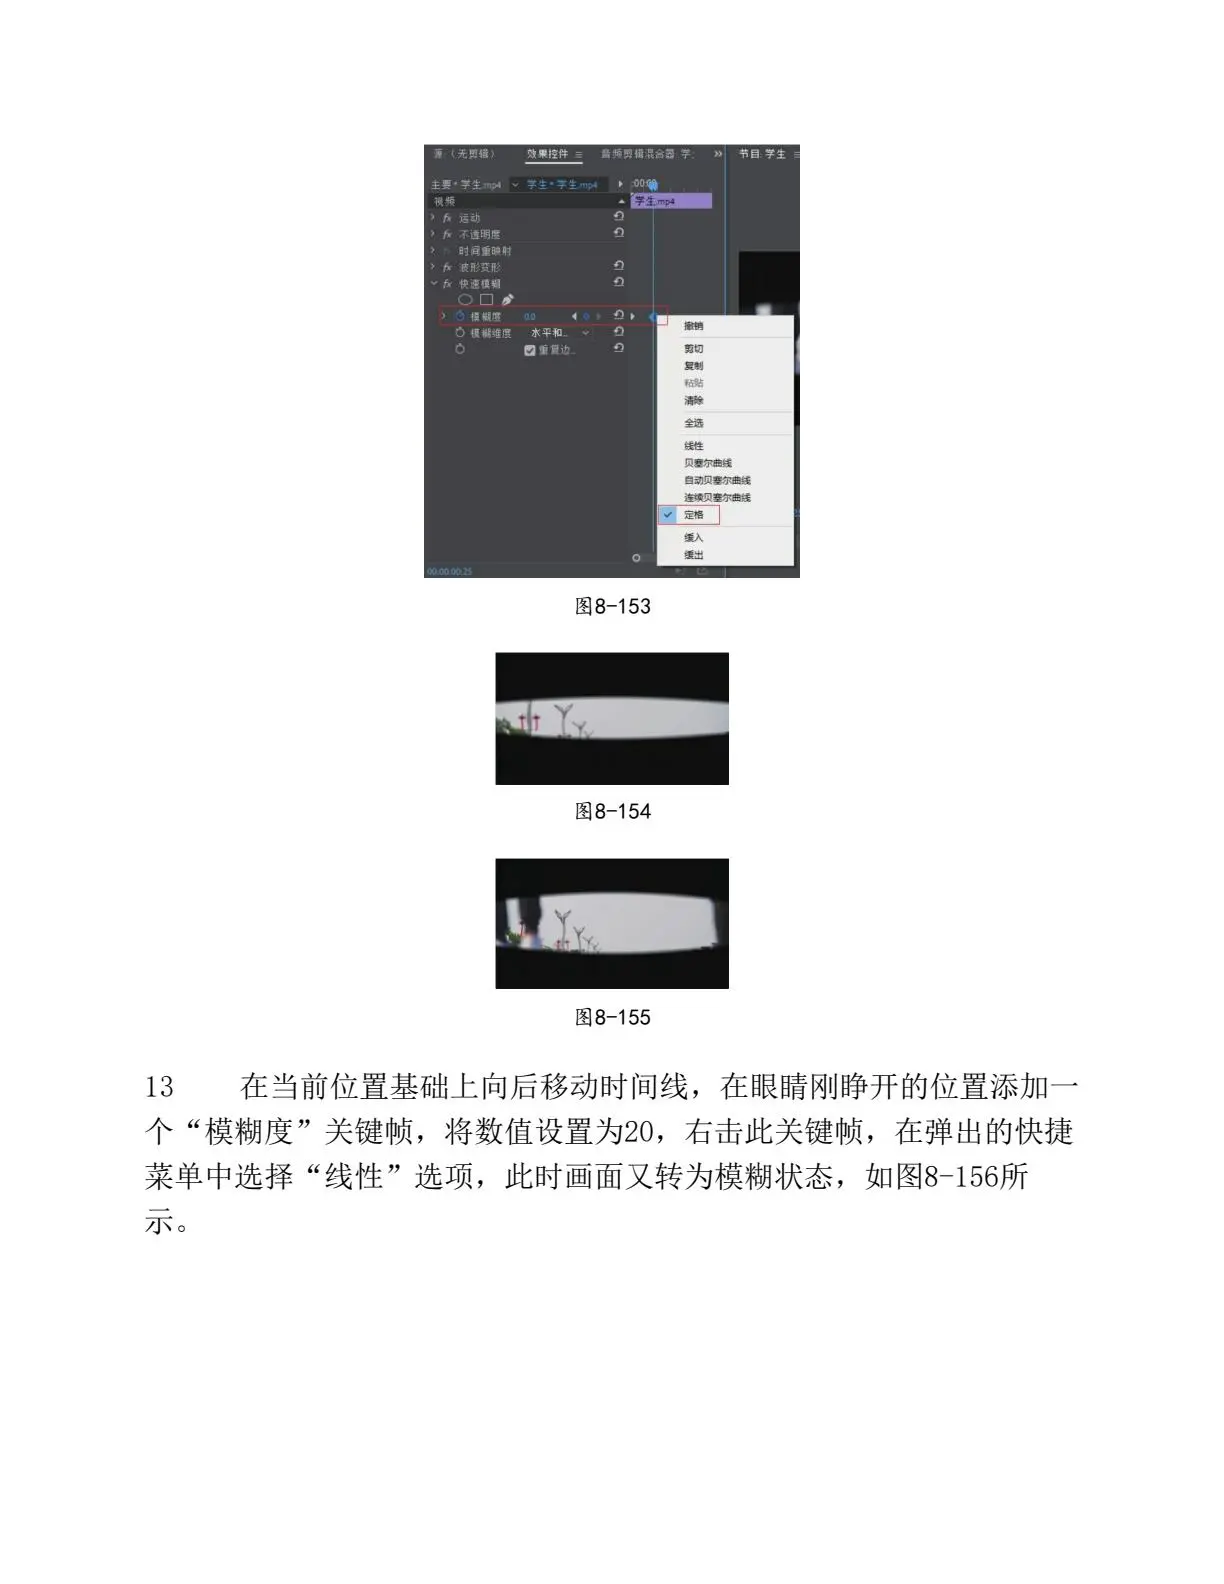 源:（无剪辑）
效果控件
音频剪辑混合器: 学:
节目: 学生
主要 * 学生.mp4
学生 * 学生.mp4
:00:00
视频
学生.mp4
fx 运动
fx 不透明度
时间重映射
fx 波形变形
fx 快速模糊
模糊度 0.0
模糊维度 水平和...
重复边...
撤销
剪切
复制
粘贴
清除
全选
线性
贝塞尔曲线
自动贝塞尔曲线
连续贝塞尔曲线
定格
缓入
缓出
00:00:00:25
图8-153
图8-154
图8-155
13 在当前位置基础上向后移动时间线，在眼睛刚睁开的位置添加一
个“模糊度”关键帧，将数值设置为20，右击此关键帧，在弹出的快捷
菜单中选择“线性”选项，此时画面又转为模糊状态，如图8-156所
示。